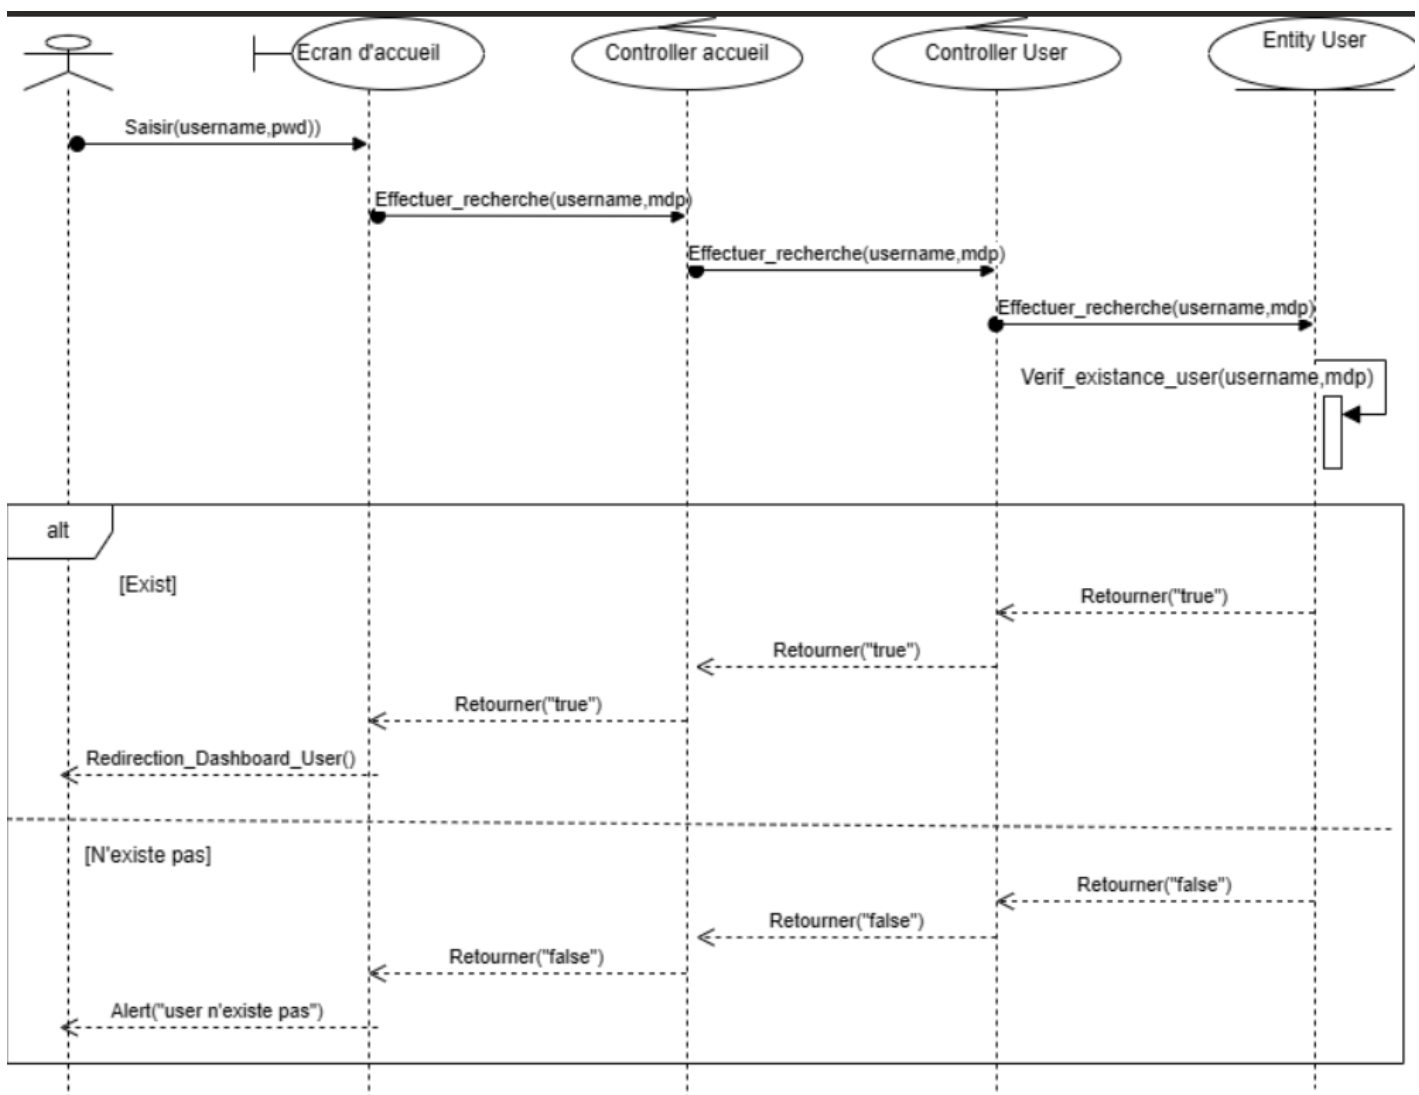 Ecran d'accueil
Controller accueil
Controller User
Entity User
Saisir(username,pwd))
Effectuer_recherche(username,mdp)
Effectuer_recherche(username,mdp)
Effectuer_recherche(username,mdp)
Verif_existance_user(username,mdp)
alt
[Exist]
Retourner("true")
Retourner("true")
Retourner("true")
Redirection_Dashboard_User()
[N'existe pas]
Retourner("false")
Retourner("false")
Retourner("false")
Alert("user n'existe pas")